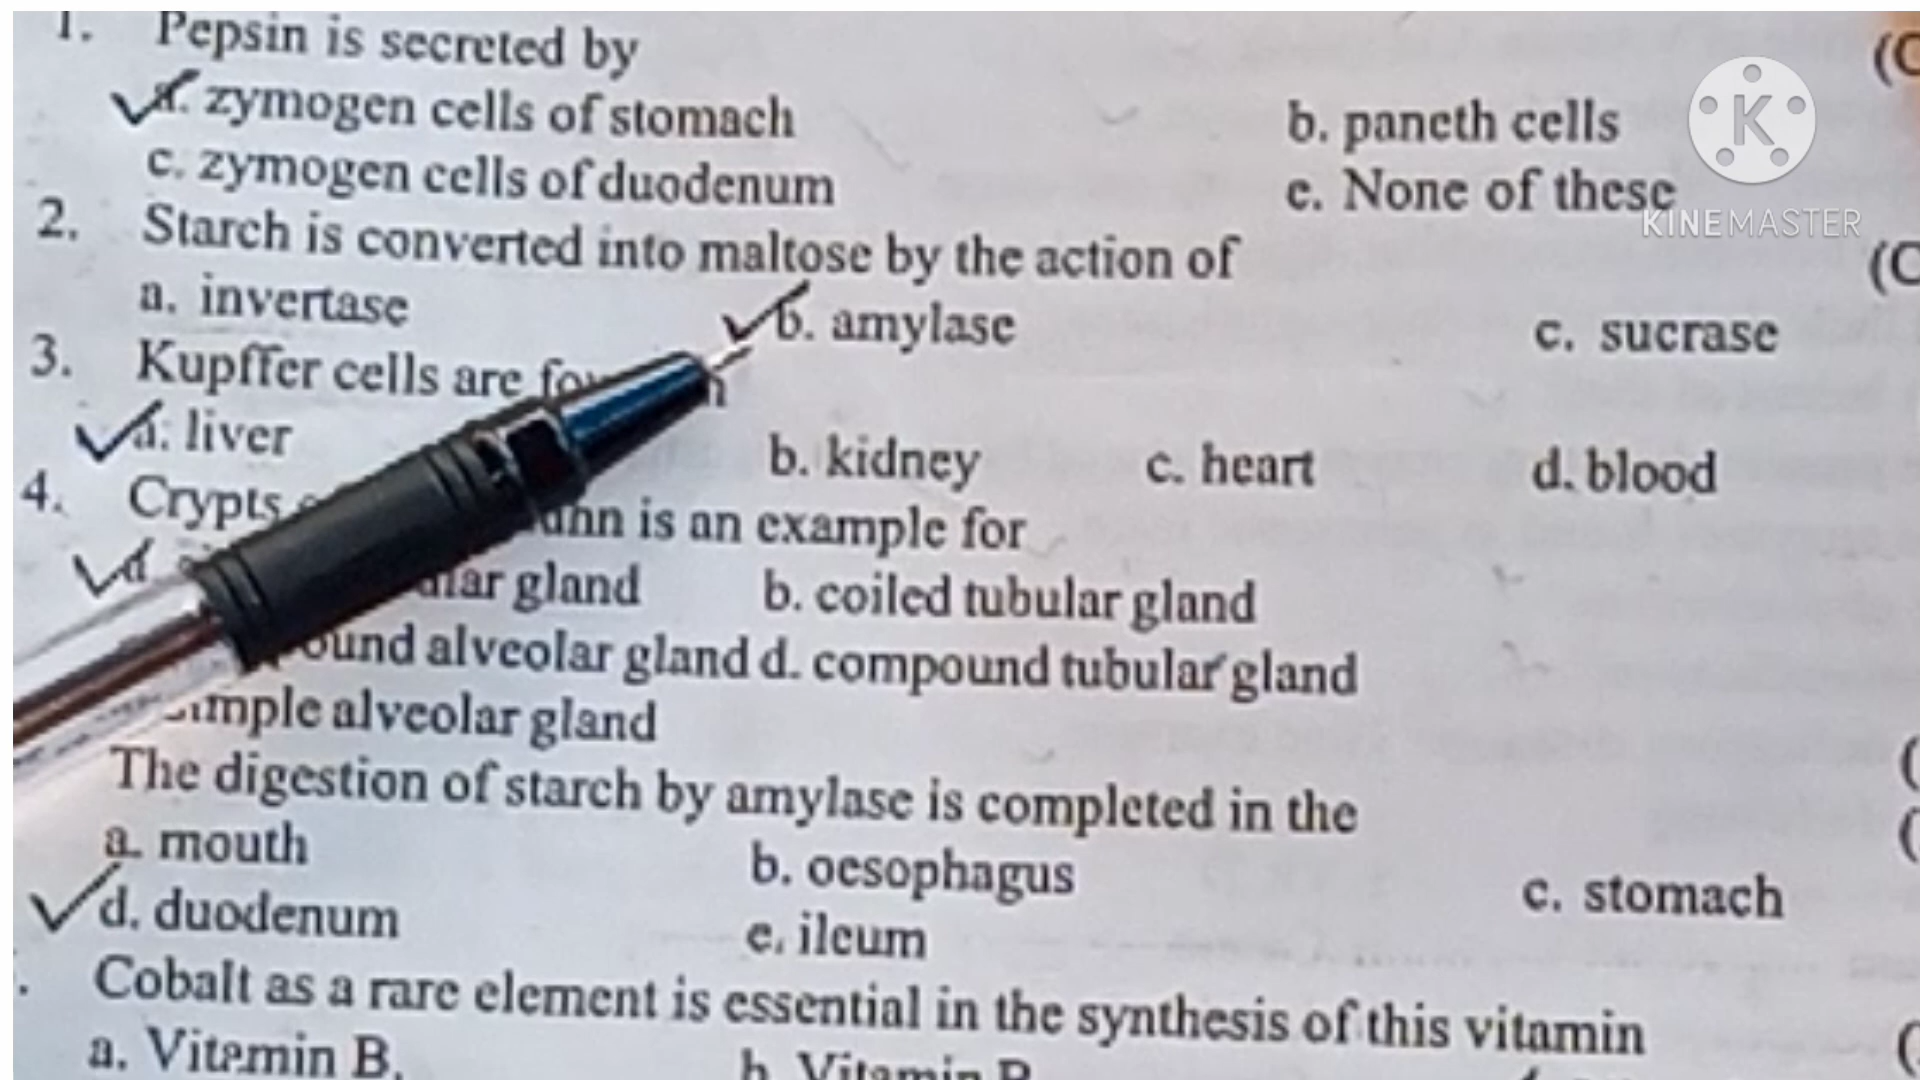 1. Pepsin is secreted by
a. zymogen cells of stomach b. paneth cells
c. zymogen cells of duodenum e. None of these
KINEMASTER
2. Starch is converted into maltose by the action of
a. invertase b. amylase c. sucrase
3. Kupffer cells are
a. liver b. kidney c. heart d. blood
4. Crypts is an example for
gland b. coiled tubular gland
alveolar gland d. compound tubular gland
alveolar gland
The digestion of starch by amylase is completed in the
a. mouth b. oesophagus c. stomach
d. duodenum e. ileum
Cobalt as a rare element is essential in the synthesis of this vitamin
a. Vitamin B b. Vitamin